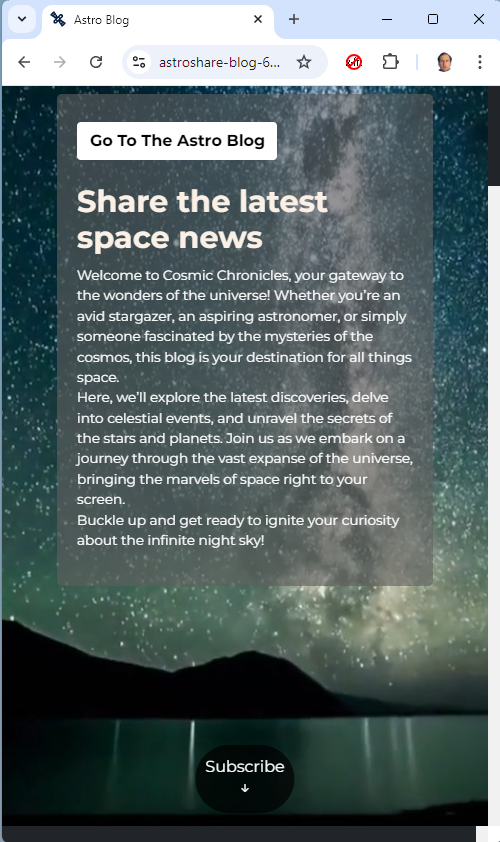 Astro Blog
astroshare-blog-6...
Go To The Astro Blog
Share the latest
space news
Welcome to Cosmic Chronicles, your gateway to
the wonders of the universe! Whether you're an
avid stargazer, an aspiring astronomer, or simply
someone fascinated by the mysteries of the
cosmos, this blog is your destination for all things
space.
Here, we'll explore the latest discoveries, delve
into celestial events, and unravel the secrets of
the stars and planets. Join us as we embark on a
journey through the vast expanse of the universe,
bringing the marvels of space right to your
screen.
Buckle up and get ready to ignite your curiosity
about the infinite night sky!
Subscribe
↓